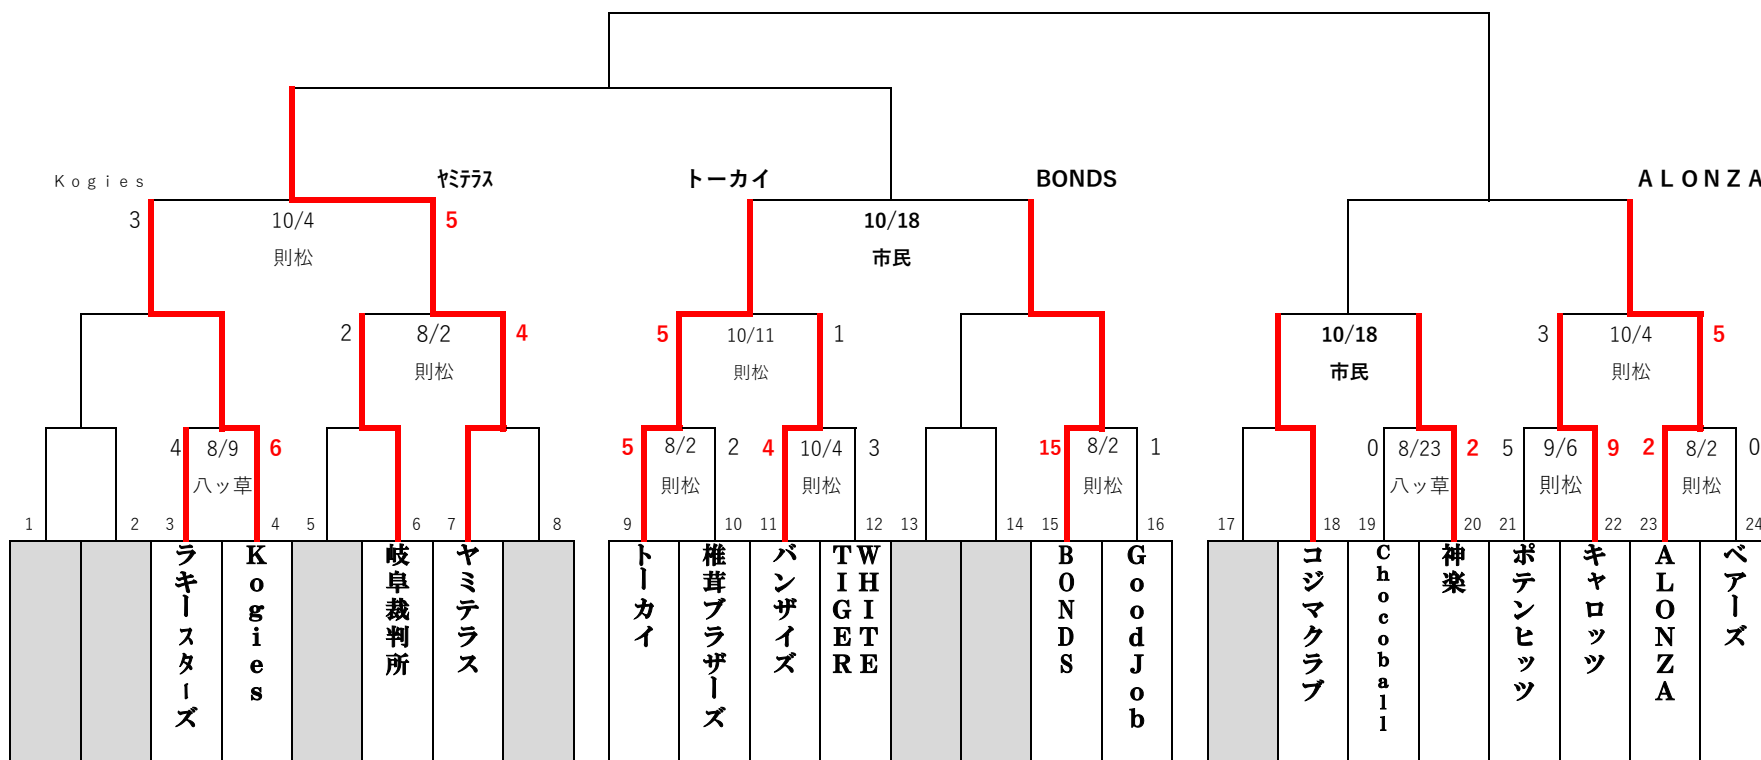 Kogies
ﾔﾐﾃﾗｽ
トーカイ
BONDS
ＡＬＯＮＺＡ
3
10/4
5
10/18
則松
市民
2
8/2
4
5
10/11
1
10/18
3
10/4
5
則松
則松
市民
則松
4
8/9
6
5
8/2
2
4
10/4
3
15
8/2
1
0
8/23
2
5
9/6
9
2
8/2
0
八ッ草
則松
則松
則松
八ッ草
則松
則松
1
2
3
4
5
6
7
8
9
10
11
12
13
14
15
16
17
18
19
20
21
22
23
24
ラキースターズ
Kogies
岐阜裁判所
ヤミテラス
トーカイ
椎茸ブラザーズ
バンザイズ
WHITE
TIGER
BONDS
GoodJob
コジマクラブ
Chocoball
神楽
ポテンヒッツ
キャロッツ
ALONZA
ベアーズ